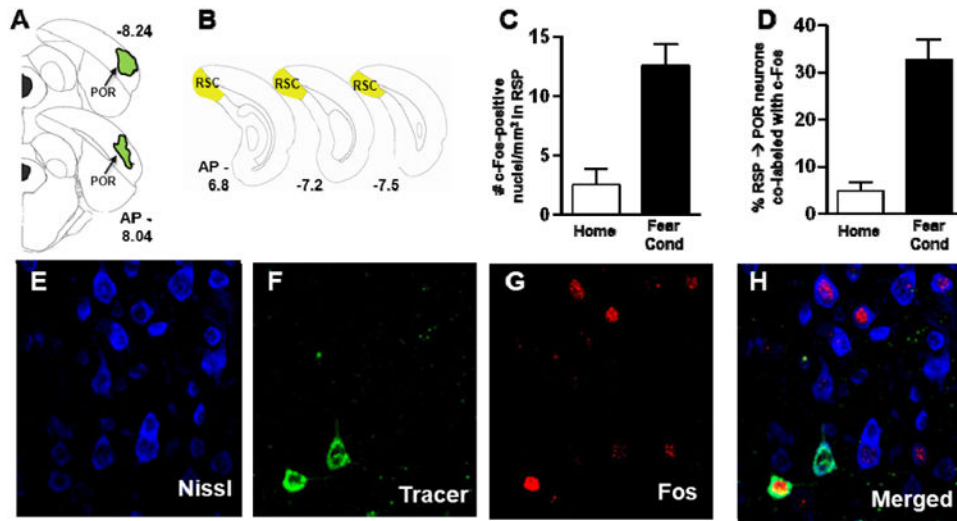 A
-8.24
POR
POR
AP -
8.04
B
RSC
RSC
RSC
AP -
6.8
-7.2
-7.5
C
# c-Fos-positive
nuclei/mm³ in RSP
15
10
5
0
Home
Fear
Cond
D
% RSP → POR neurons
co-labeled with c-Fos
50
40
30
20
10
0
Home
Fear
Cond
E
Nissl
F
Tracer
G
Fos
H
Merged